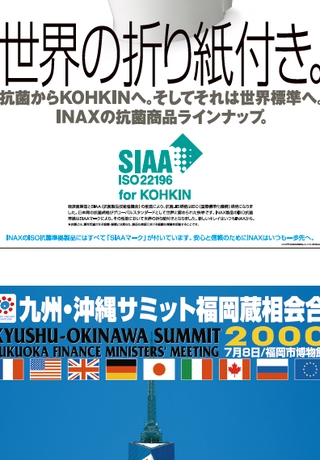 世界の折り紙付き。
抗菌からKOHKINへ。そしてそれは世界標準へ。
INAXの抗菌商品ラインナップ。
SIAA
ISO22196
for KOHKIN
INAXのISO抗菌準拠製品にはすべて「SIAAマーク」が付いています。安心と信頼のためにINAXはいつも一歩先へ。
九州・沖縄サミット福岡蔵相会合
KYUSHU-OKINAWA SUMMIT 2000
FUKUOKA FINANCE MINISTERS' MEETING 7月8日/福岡市博物館